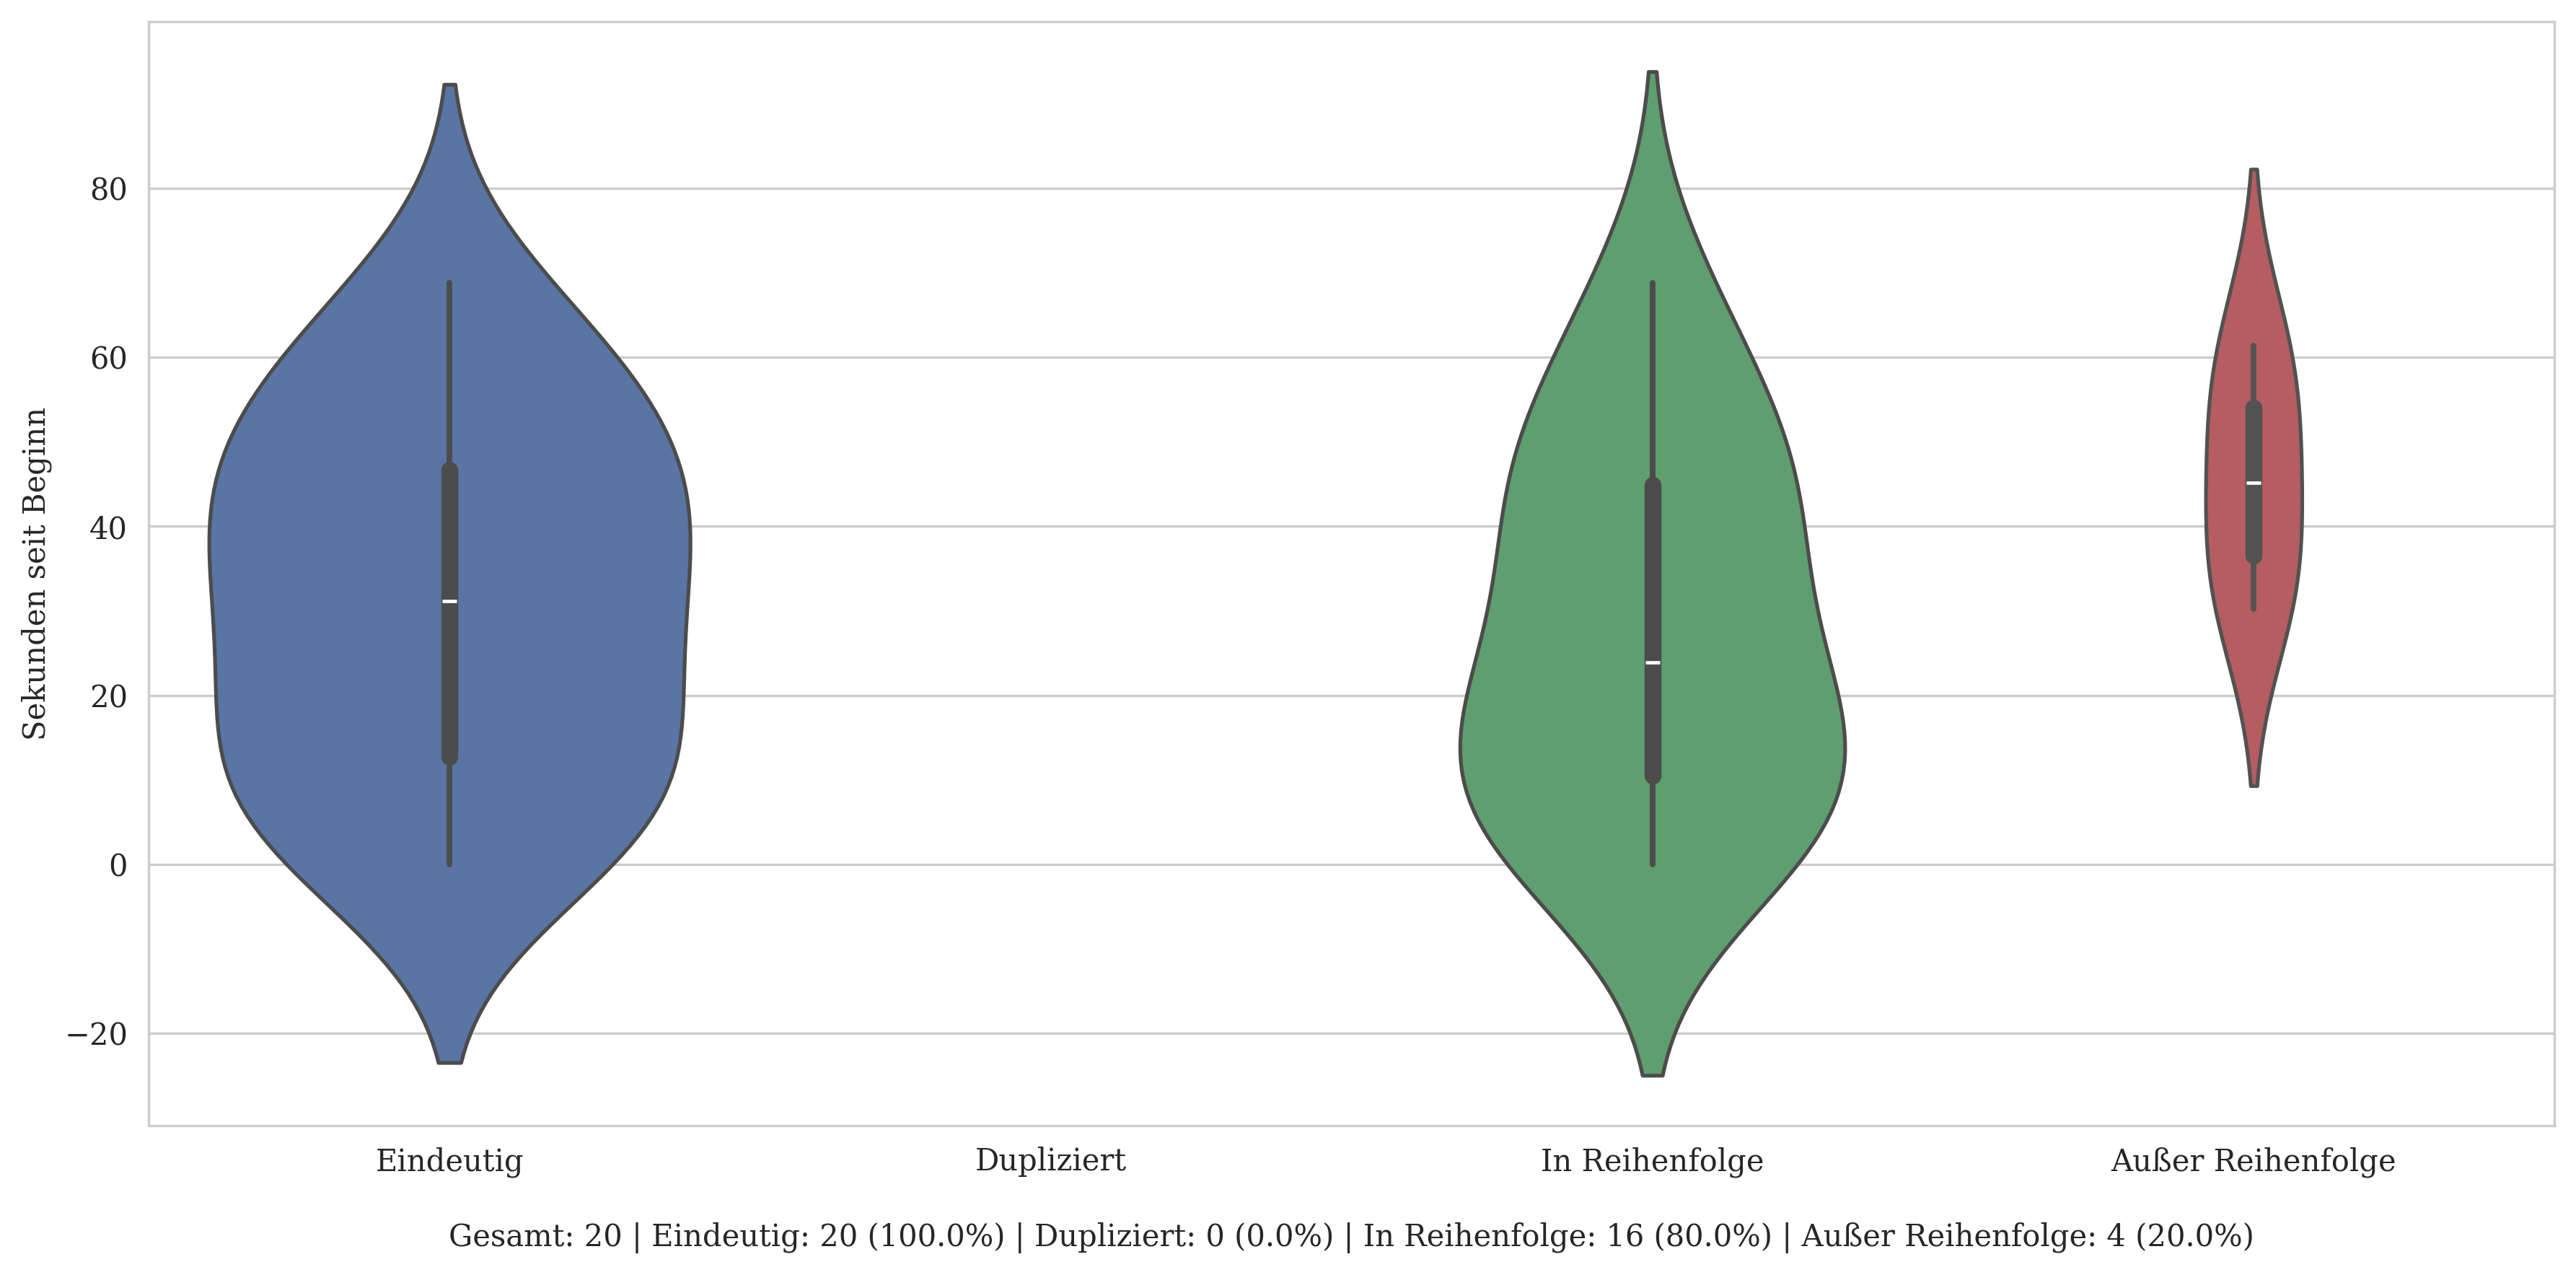 Sekunden seit Beginn
80
60
40
20
0
−20
Eindeutig
Dupliziert
In Reihenfolge
Außer Reihenfolge
Gesamt: 20 | Eindeutig: 20 (100.0%) | Dupliziert: 0 (0.0%) | In Reihenfolge: 16 (80.0%) | Außer Reihenfolge: 4 (20.0%)